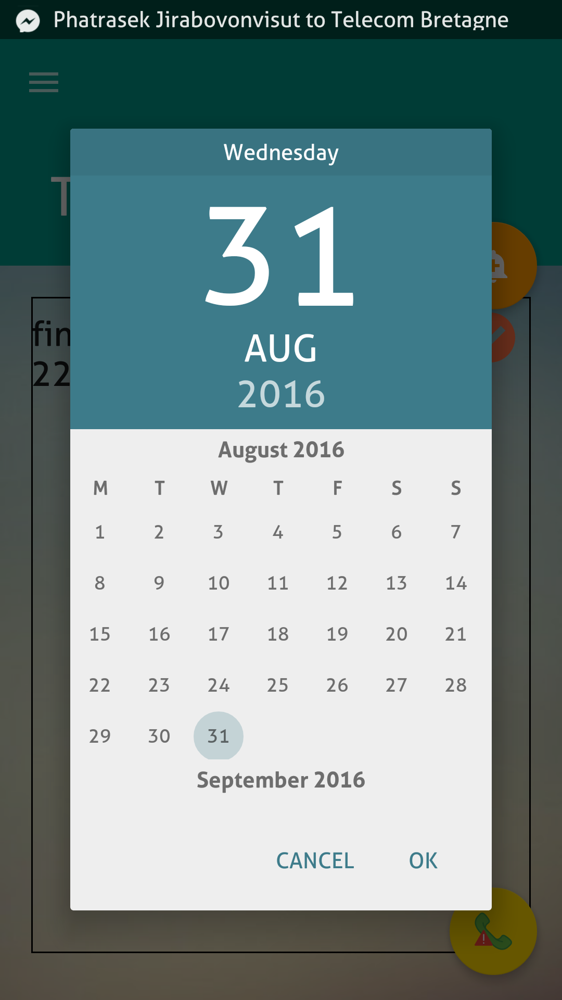 Phatrasek Jirabovonvisut to Telecom Bretagne
Wednesday
31
AUG
2016
22
August 2016
M T W T F S S
1 2 3 4 5 6 7
8 9 10 11 12 13 14
15 16 17 18 19 20 21
22 23 24 25 26 27 28
29 30 31
September 2016
CANCEL OK